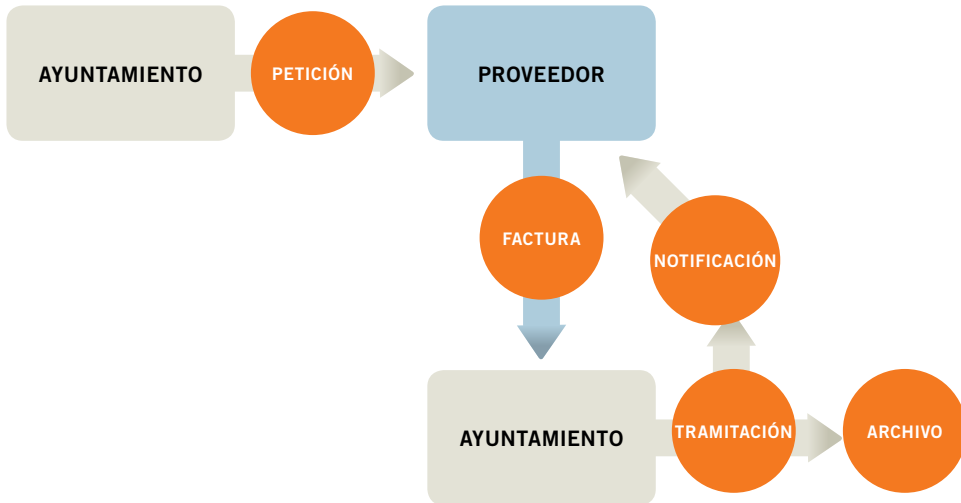 AYUNTAMIENTO
PETICIÓN
PROVEEDOR
FACTURA
NOTIFICACIÓN
AYUNTAMIENTO
TRAMITACIÓN
ARCHIVO